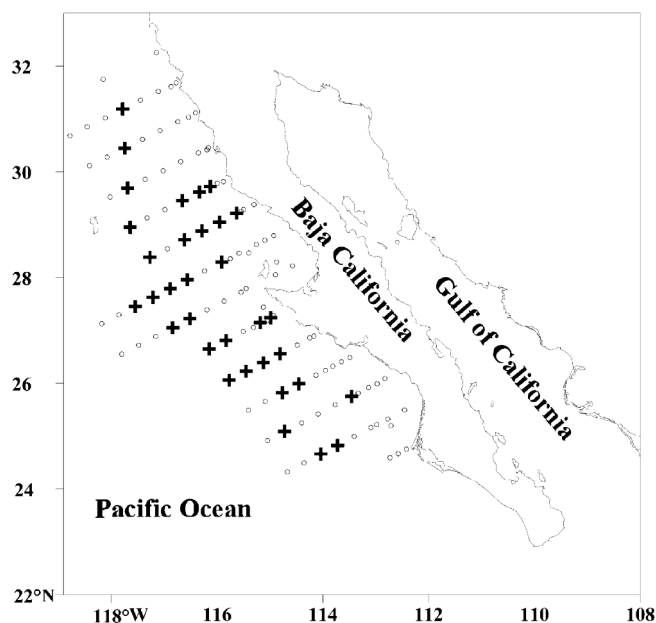 32
30
28
26
24
22°N
Baja California
Gulf of California
Pacific Ocean
118°W
116
114
112
110
108